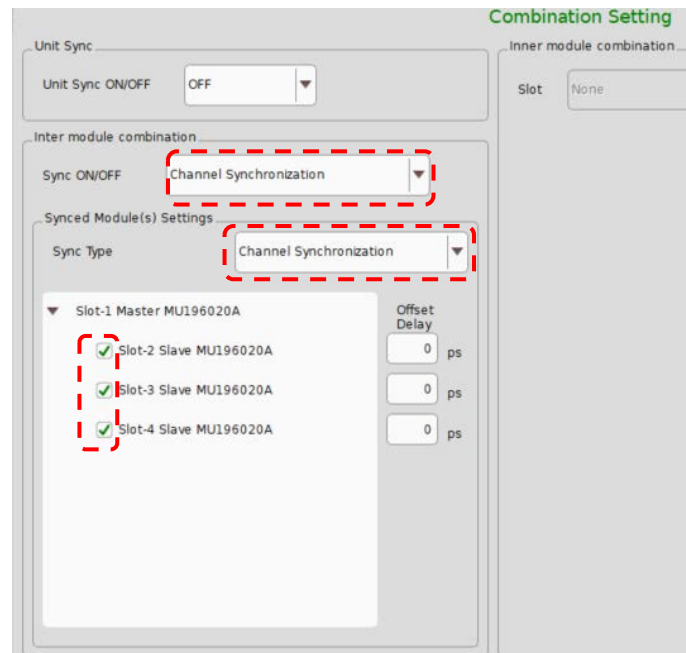 Combination Setting
Unit Sync
Unit Sync ON/OFF OFF
Inner module combination
Slot None
Inter module combination
Sync ON/OFF Channel Synchronization
Synced Module(s) Settings
Sync Type Channel Synchronization
Slot-1 Master MU196020A
Offset
Delay
Slot-2 Slave MU196020A 0 ps
Slot-3 Slave MU196020A 0 ps
Slot-4 Slave MU196020A 0 ps